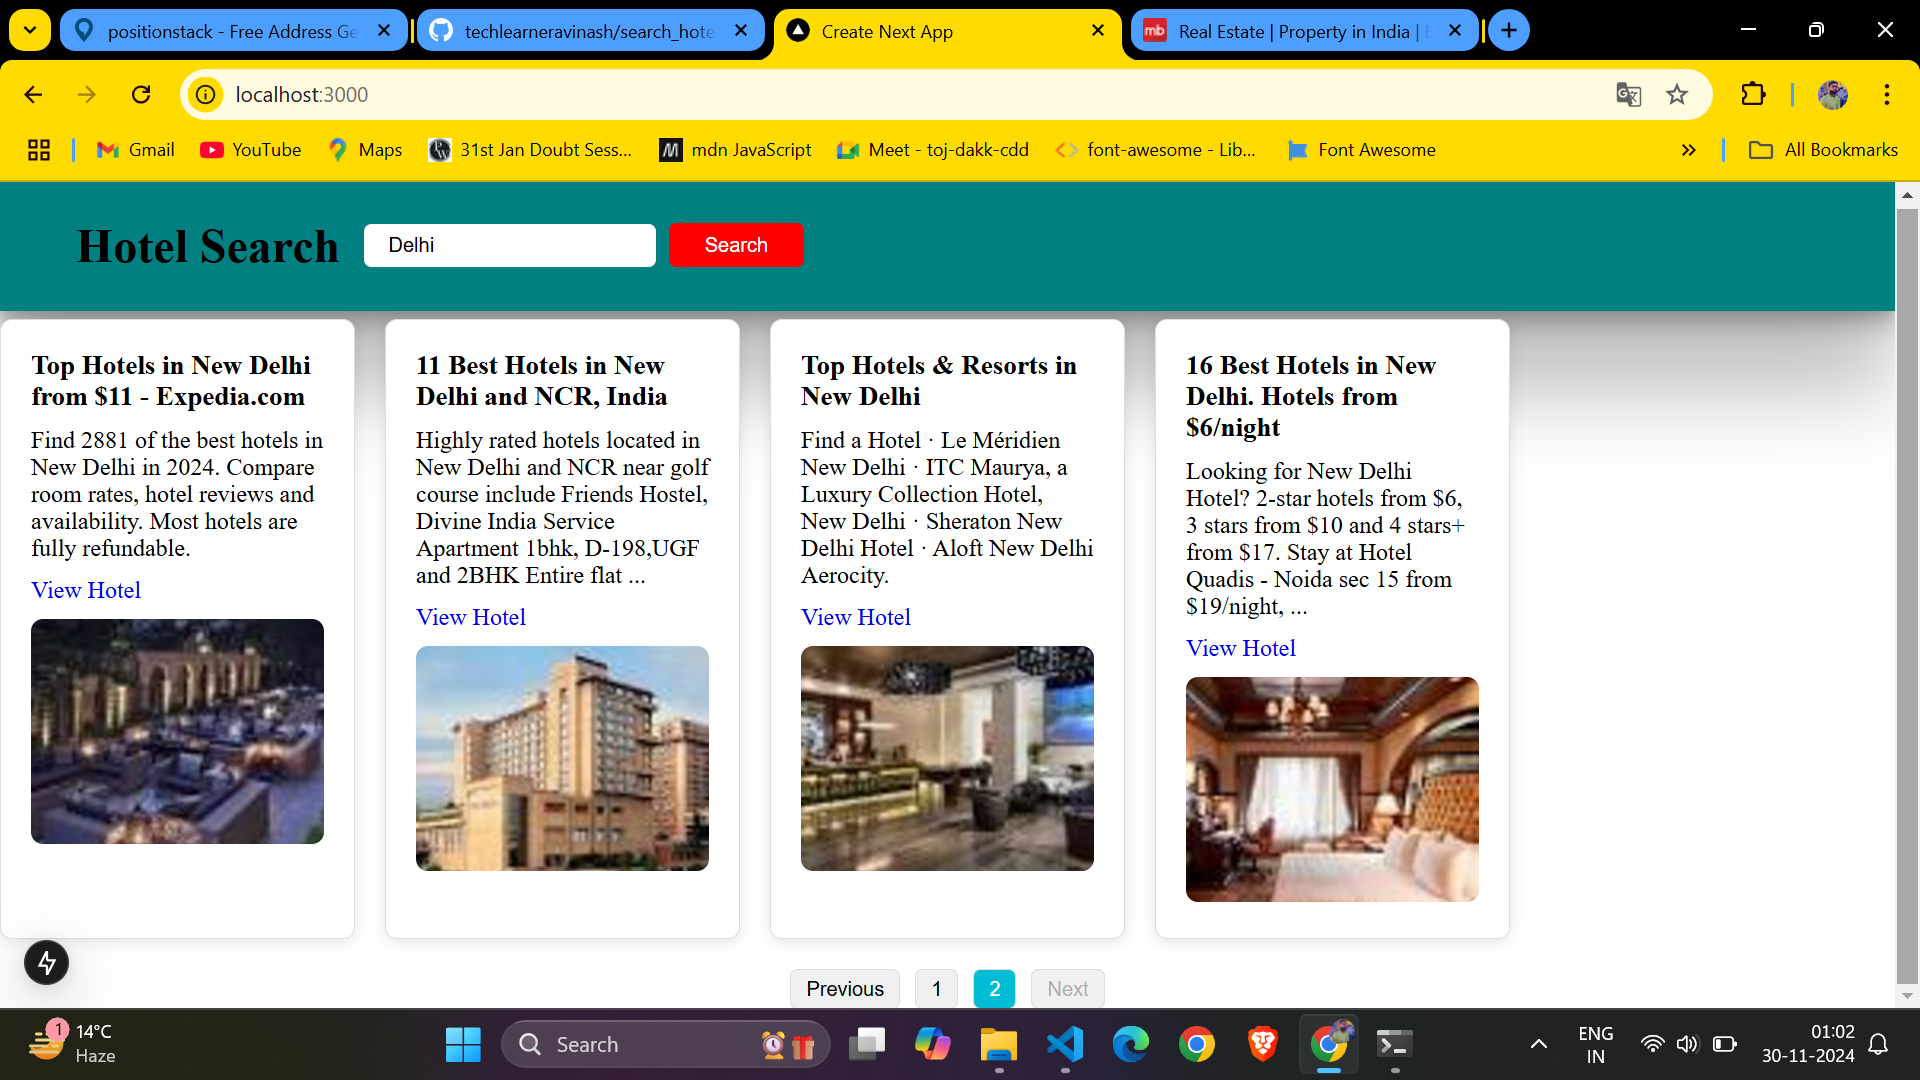 positionstack - Free Address Ge
techlearneravinash/search_hote
Create Next App
mb
Real Estate | Property in India |
localhost:3000
Gmail
YouTube
Maps
31st Jan Doubt Sess...
mdn JavaScript
Meet - toj-dakk-cdd
font-awesome - Lib...
Font Awesome
All Bookmarks
Hotel Search
Delhi
Search
Top Hotels in New Delhi
from $11 - Expedia.com
Find 2881 of the best hotels in
New Delhi in 2024. Compare
room rates, hotel reviews and
availability. Most hotels are
fully refundable.
View Hotel
11 Best Hotels in New
Delhi and NCR, India
Highly rated hotels located in
New Delhi and NCR near golf
course include Friends Hostel,
Divine India Service
Apartment 1bhk, D-198,UGF
and 2BHK Entire flat ...
View Hotel
Top Hotels & Resorts in
New Delhi
Find a Hotel · Le Méridien
New Delhi · ITC Maurya, a
Luxury Collection Hotel,
New Delhi · Sheraton New
Delhi Hotel · Aloft New Delhi
Aerocity.
View Hotel
16 Best Hotels in New
Delhi. Hotels from
$6/night
Looking for New Delhi
Hotel? 2-star hotels from $6,
3 stars from $10 and 4 stars+
from $17. Stay at Hotel
Quadis - Noida sec 15 from
$19/night, ...
View Hotel
Previous
1
2
Next
1
14°C
Haze
Search
ENG
IN
01:02
30-11-2024